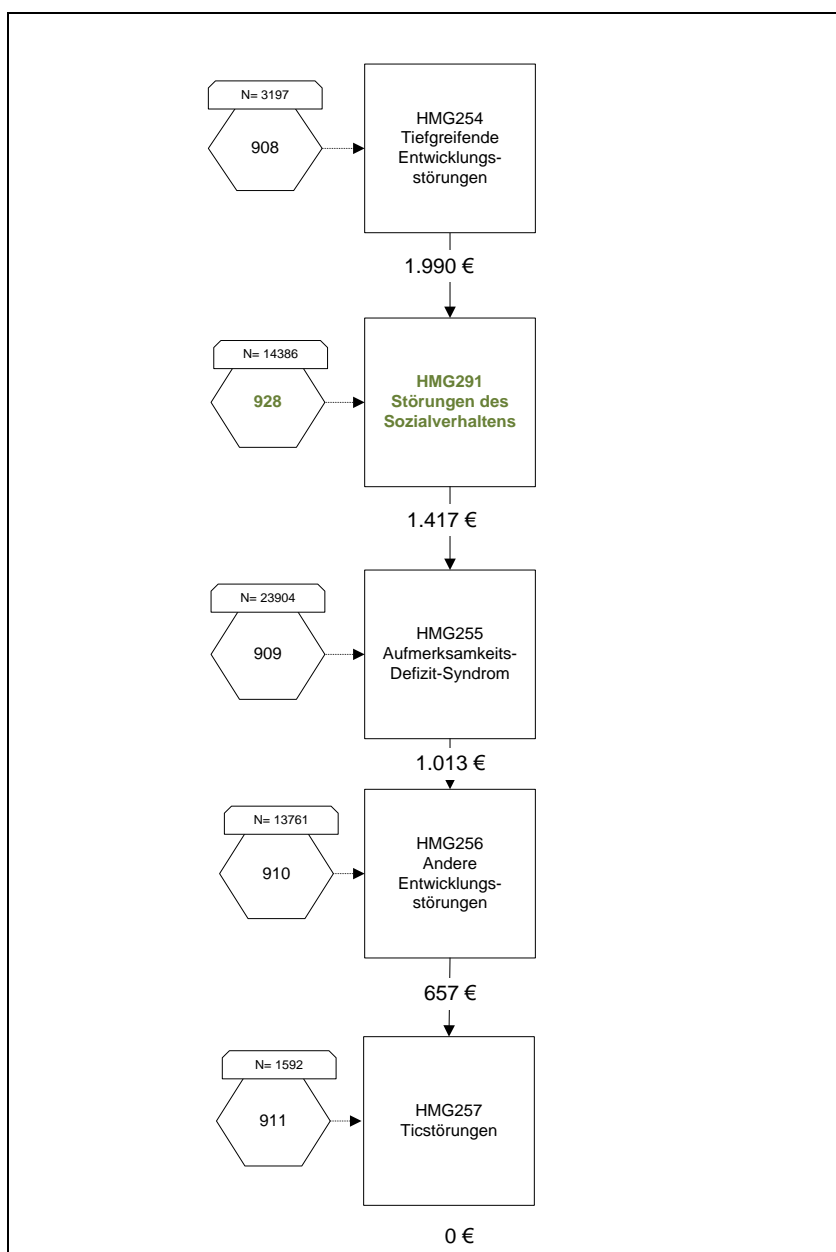 N= 3197
908
HMG254
Tiefgreifende
Entwicklungs-
störungen
1.990 €
N= 14386
928
HMG291
Störungen des
Sozialverhaltens
1.417 €
N= 23904
909
HMG255
Aufmerksamkeits-
Defizit-Syndrom
1.013 €
N= 13761
910
HMG256
Andere
Entwicklungs-
störungen
657 €
N= 1592
911
HMG257
Ticstörungen
0 €